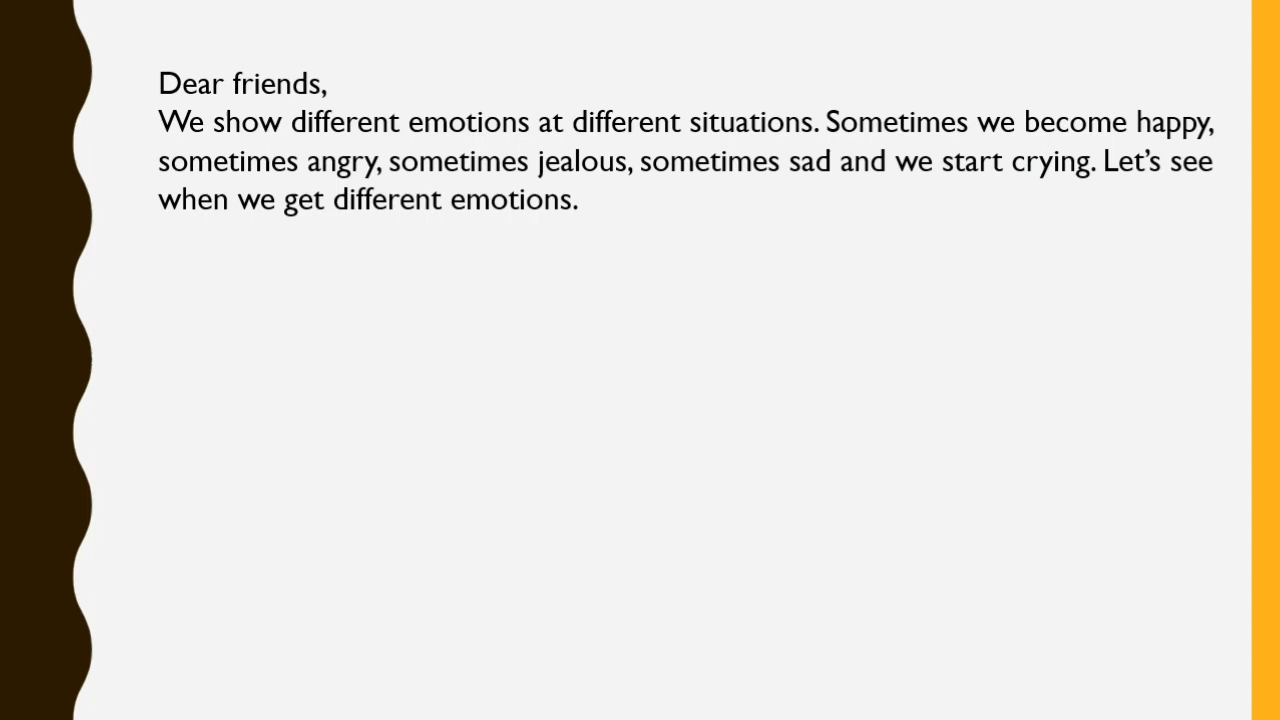 Dear friends,
We show different emotions at different situations. Sometimes we become happy,
sometimes angry, sometimes jealous, sometimes sad and we start crying. Let’s see
when we get different emotions.